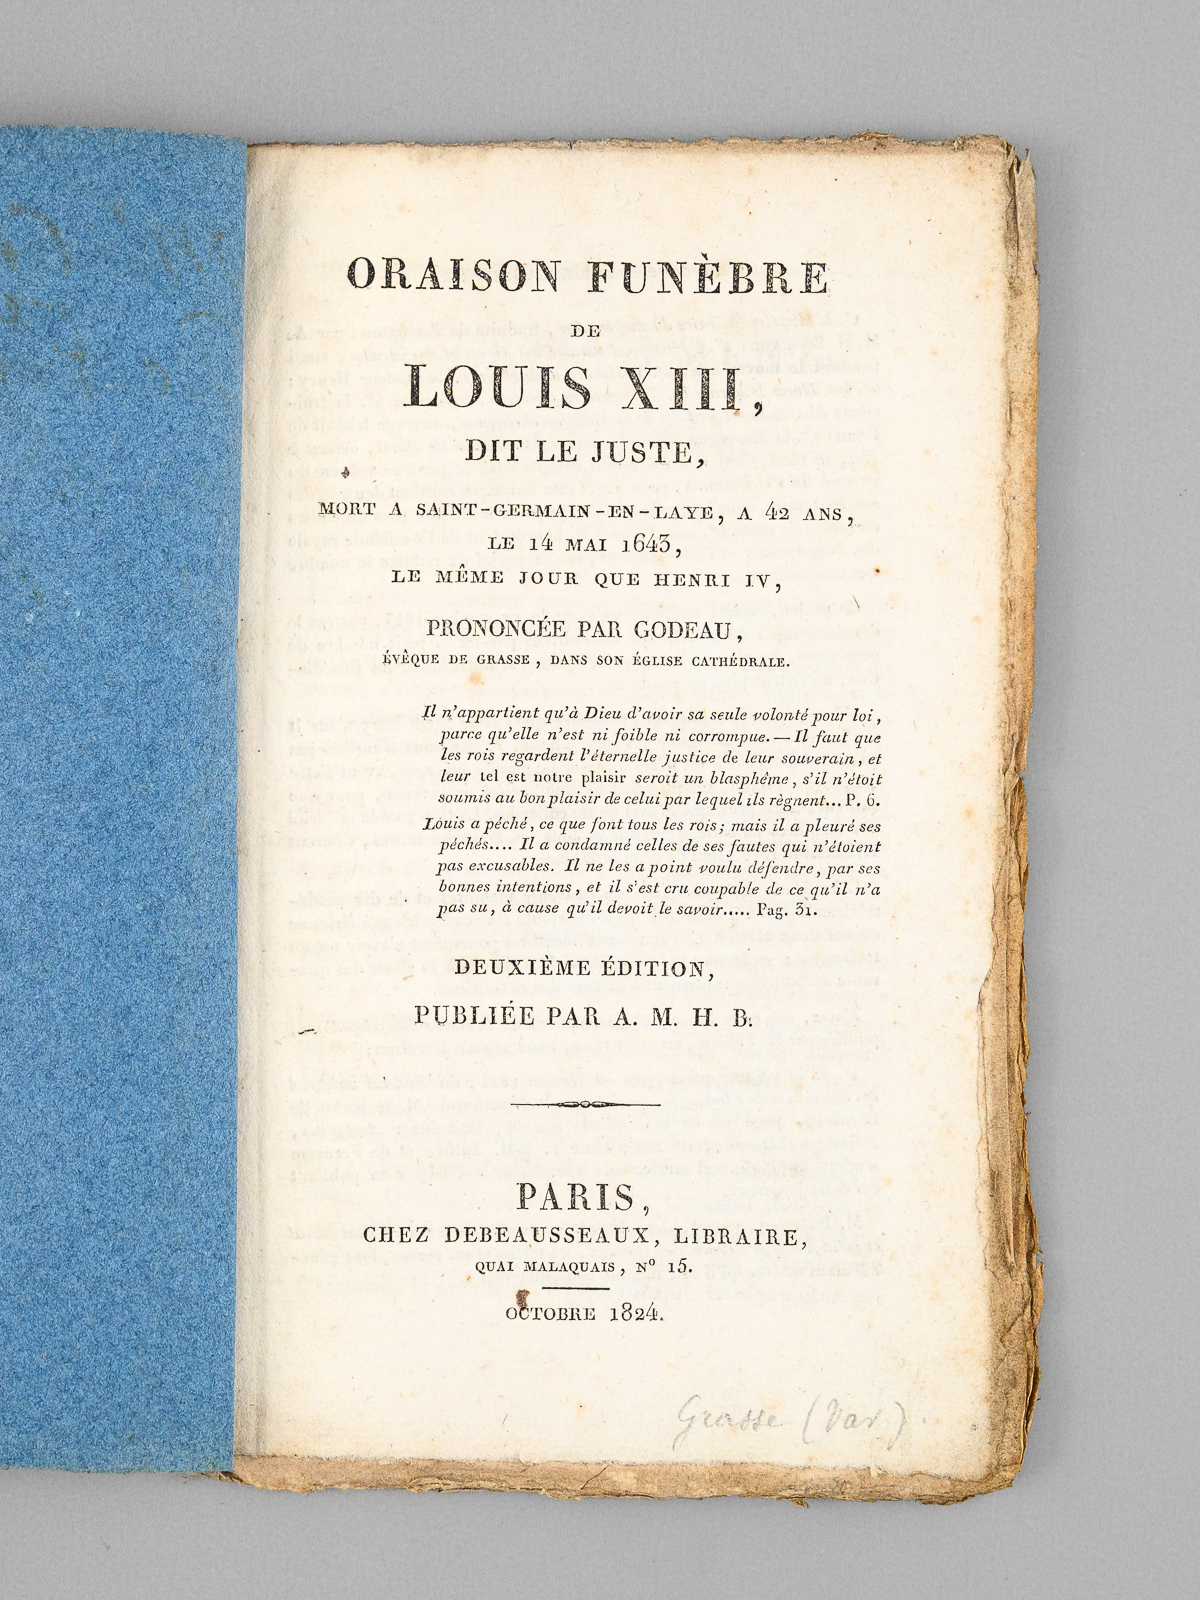 ORAISON FUNÈBRE
DE
LOUIS XIII,
DIT LE JUSTE,
MORT A SAINT-GERMAIN-EN-LAYE, A 42 ANS,
LE 14 MAI 1643,
LE MÊME JOUR QUE HENRI IV,
PRONONCÉE PAR GODEAU,
ÉVÊQUE DE GRASSE, DANS SON ÉGLISE CATHÉDRALE.
Il n'appartient qu'à Dieu d'avoir sa seule volonté pour loi,
parce qu'elle n'est ni foible ni corrompue. — Il faut que
les rois regardent l'éternelle justice de leur souverain, et
leur tel est notre plaisir seroit un blasphême, s'il n'étoit
soumis au bon plaisir de celui par lequel ils règnent... P. 6.
Louis a péché, ce que font tous les rois; mais il a pleuré ses
péchés.... Il a condamné celles de ses fautes qui n'étoient
pas excusables. Il ne les a point voulu défendre, par ses
bonnes intentions, et il s'est cru coupable de ce qu'il n'a
pas su, à cause qu'il devoit le savoir..... Pag. 31.
DEUXIÈME ÉDITION,
PUBLIÉE PAR A. M. H. B.
PARIS,
CHEZ DEBEAUSSEAUX, LIBRAIRE,
QUAI MALAQUAIS, Nº 15.
OCTOBRE 1824.
Grasse (Var).